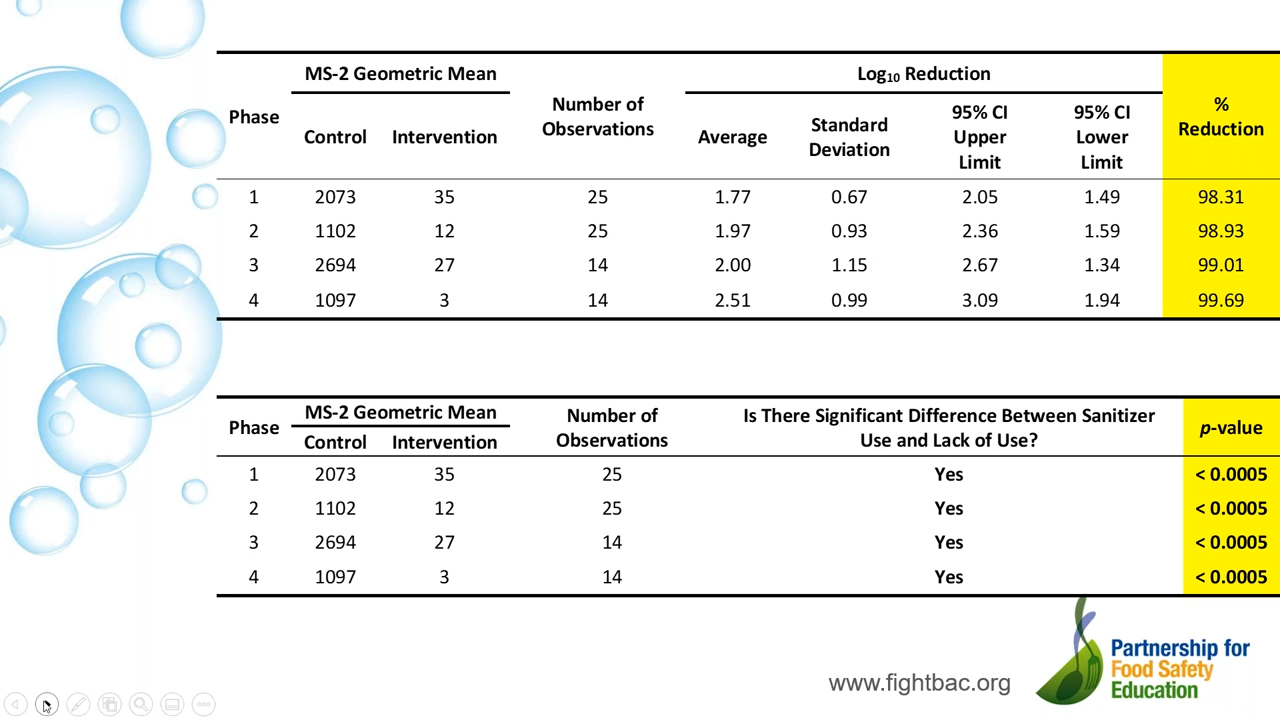 MS-2 Geometric Mean
Log10 Reduction
Phase
Control
Intervention
Number of
Observations
Average
Standard
Deviation
95% CI
Upper
Limit
95% CI
Lower
Limit
%
Reduction
1 2073 35 25 1.77 0.67 2.05 1.49 98.31
2 1102 12 25 1.97 0.93 2.36 1.59 98.93
3 2694 27 14 2.00 1.15 2.67 1.34 99.01
4 1097 3 14 2.51 0.99 3.09 1.94 99.69
Phase
MS-2 Geometric Mean
Control
Intervention
Number of
Observations
Is There Significant Difference Between Sanitizer
Use and Lack of Use?
p-value
1 2073 35 25 Yes < 0.0005
2 1102 12 25 Yes < 0.0005
3 2694 27 14 Yes < 0.0005
4 1097 3 14 Yes < 0.0005
www.fightbac.org
Partnership for
Food Safety
Education